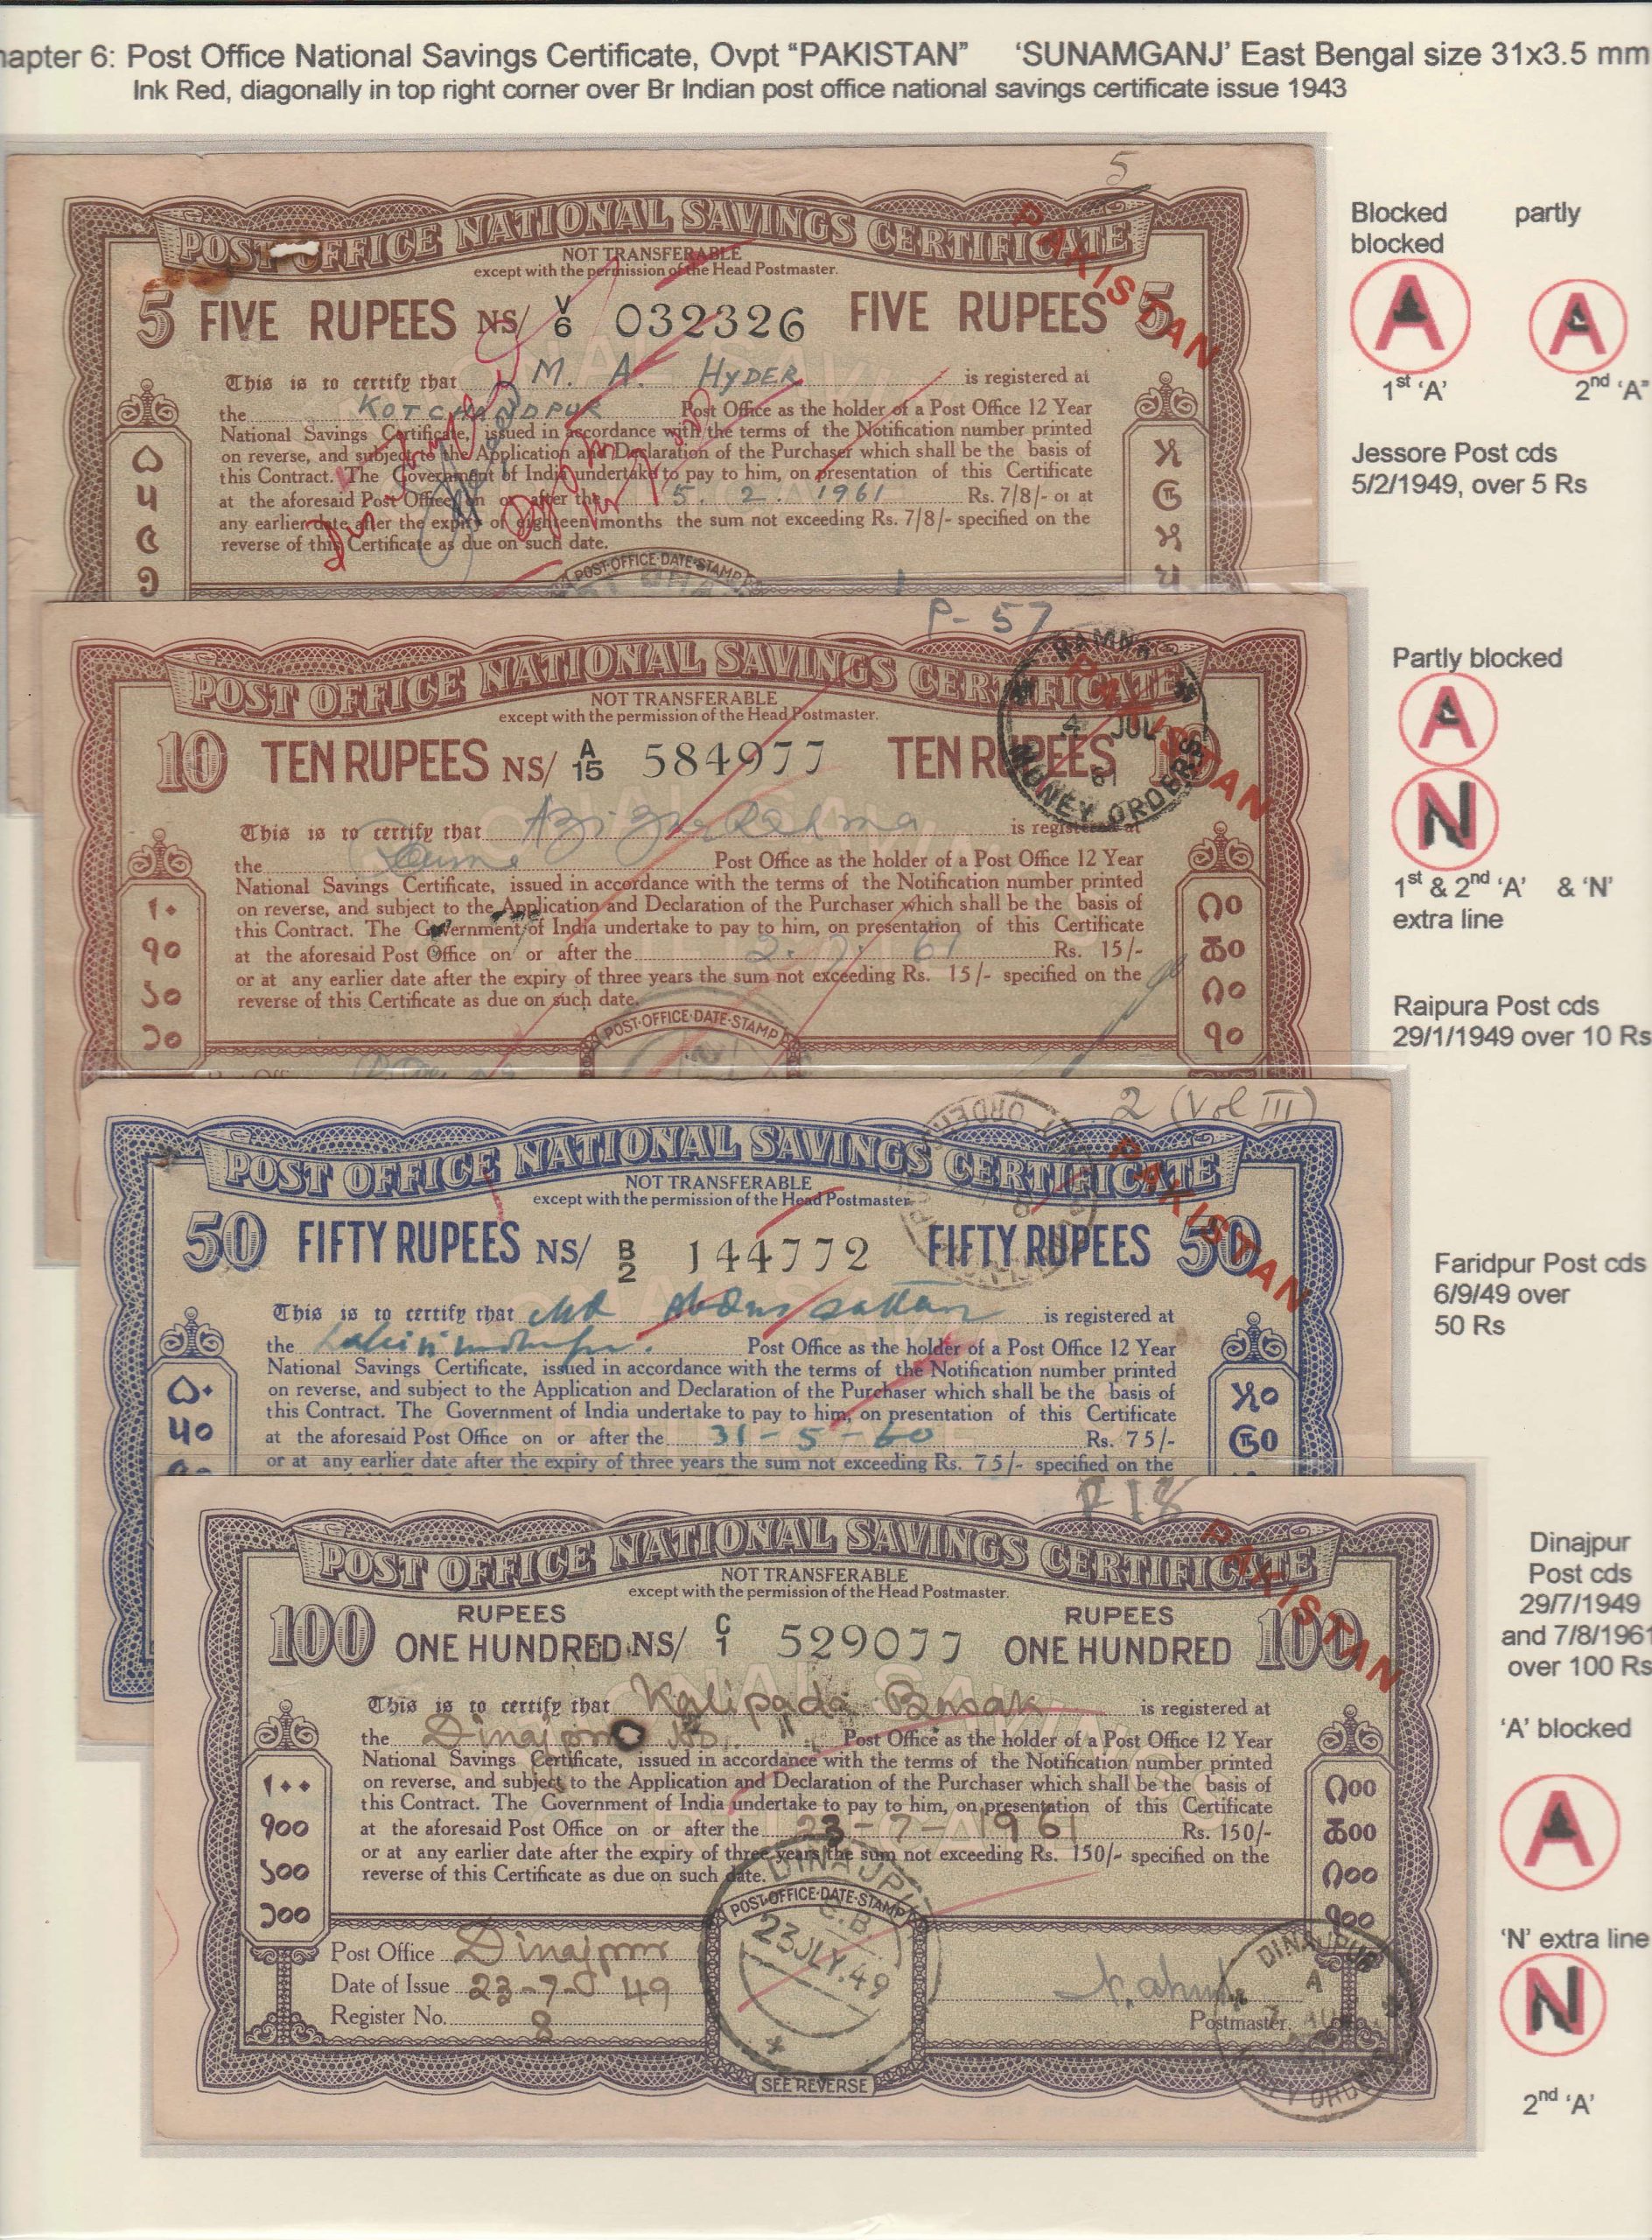 hapter 6: Post Office National Savings Certificate, Ovpt “PAKISTAN” ‘SUNAMGANJ’ East Bengal size 31x3.5 mm
Ink Red, diagonally in top right corner over Br Indian post office national savings certificate issue 1943
5
POST OFFICE NATIONAL SAVINGS CERTIFICATE
PAKISTAN
NOT TRANSFERABLE
except with the permission of the Head Postmaster.
5 FIVE RUPEES NS/ V/6 032326 FIVE RUPEES 5
This is to certify that M. A. HYDER is registered at
the KOTCHANDPUR Post Office as the holder of a Post Office 12 Year
National Savings Certificate, issued in accordance with the terms of the Notification number printed
on reverse, and subject to the Application and Declaration of the Purchaser which shall be the basis of
this Contract. The Government of India undertake to pay to him, on presentation of this Certificate
at the aforesaid Post Office on or after the 5. 2. 1961 Rs. 7/8/- or at
any earlier date after the expiry of eighteen months the sum not exceeding Rs. 7/8/- specified on the
reverse of this Certificate as due on such date.
POST·OFFICE·DATE·STAMP
Blocked partly
blocked
A A
1st ‘A’ 2nd ‘A”
Jessore Post cds
5/2/1949, over 5 Rs
P- 57
POST OFFICE NATIONAL SAVINGS CERTIFICATE
PAKISTAN
NOT TRANSFERABLE
except with the permission of the Head Postmaster.
10 TEN RUPEES NS/ A/15 584977 TEN RUPEES 10
JUL 61
MONEY ORDERS
This is to certify that is registered at
the Post Office as the holder of a Post Office 12 Year
National Savings Certificate, issued in accordance with the terms of the Notification number printed
on reverse, and subject to the Application and Declaration of the Purchaser which shall be the basis of
this Contract. The Government of India undertake to pay to him, on presentation of this Certificate
at the aforesaid Post Office on or after the 2. 7. 61 Rs. 15/-
or at any earlier date after the expiry of three years the sum not exceeding Rs. 15/- specified on the
reverse of this Certificate as due on such date.
POST·OFFICE·DATE·STAMP
१०
১০
Partly blocked
A
N
1st & 2nd ‘A’ & ‘N’
extra line
Raipura Post cds
29/1/1949 over 10 Rs
2 (Vol III)
POST OFFICE NATIONAL SAVINGS CERTIFICATE
PAKISTAN
NOT TRANSFERABLE
except with the permission of the Head Postmaster.
50 FIFTY RUPEES NS/ B/2 144772 FIFTY RUPEES 50
This is to certify that Md Abdus sattar is registered at
the Post Office as the holder of a Post Office 12 Year
National Savings Certificate, issued in accordance with the terms of the Notification number printed
on reverse, and subject to the Application and Declaration of the Purchaser which shall be the basis of
this Contract. The Government of India undertake to pay to him, on presentation of this Certificate
at the aforesaid Post Office on or after the 31-5-60 Rs. 75/-
or at any earlier date after the expiry of three years the sum not exceeding Rs. 75/- specified on the
Faridpur Post cds
6/9/49 over
50 Rs
P 18
POST OFFICE NATIONAL SAVINGS CERTIFICATE
PAKISTAN
NOT TRANSFERABLE
except with the permission of the Head Postmaster.
RUPEES RUPEES
100 ONE HUNDRED NS/ C/1 529077 ONE HUNDRED 100
This is to certify that Kalipada Basak is registered at
the Dinajpur Post Office as the holder of a Post Office 12 Year
National Savings Certificate, issued in accordance with the terms of the Notification number printed
on reverse, and subject to the Application and Declaration of the Purchaser which shall be the basis of
this Contract. The Government of India undertake to pay to him, on presentation of this Certificate
at the aforesaid Post Office on or after the 23-7-1961 Rs. 150/-
or at any earlier date after the expiry of three years the sum not exceeding Rs. 150/- specified on the
reverse of this Certificate as due on such date.
१००
১০০
POST·OFFICE·DATE·STAMP
23 JLY. 49
Post Office Dinajpur
Date of Issue 23-7-49
Register No. 8
Postmaster.
DINAJPUR
SEE REVERSE
Dinajpur
Post cds
29/7/1949
and 7/8/1961
over 100 Rs
‘A’ blocked
A
‘N’ extra line
N
2nd ‘A’